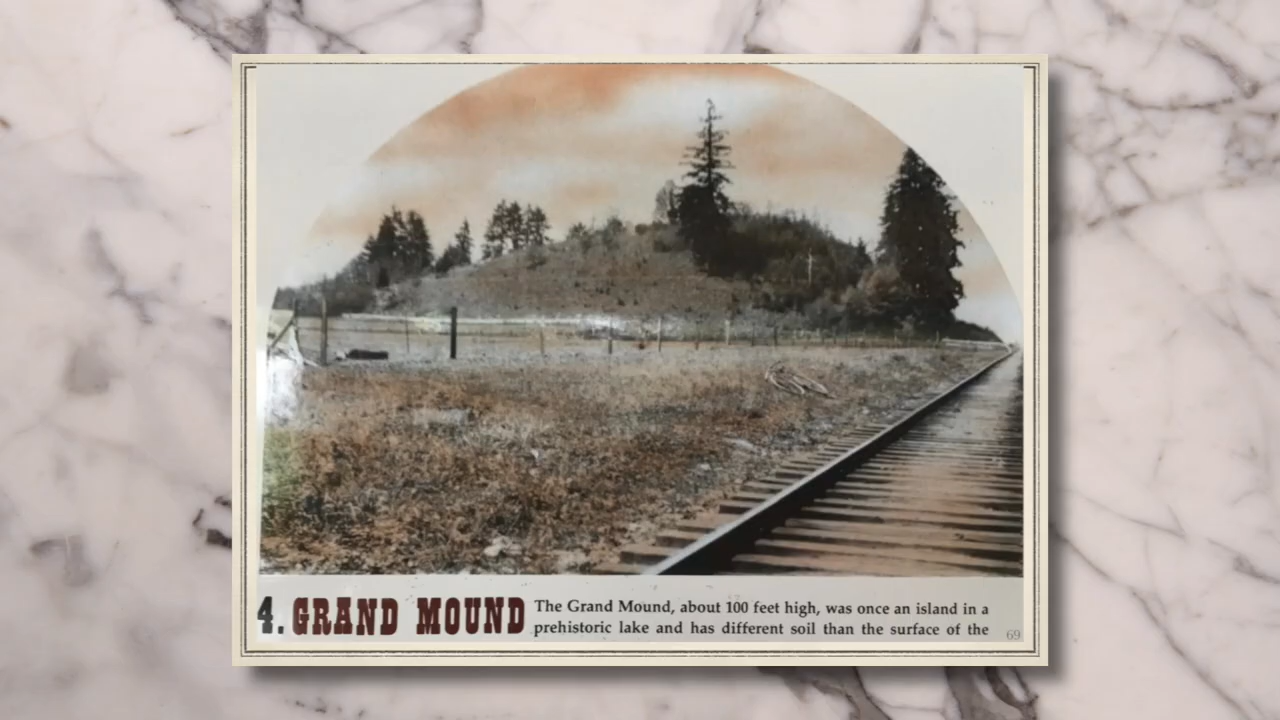 4. GRAND MOUND
The Grand Mound, about 100 feet high, was once an island in a
prehistoric lake and has different soil than the surface of the
69